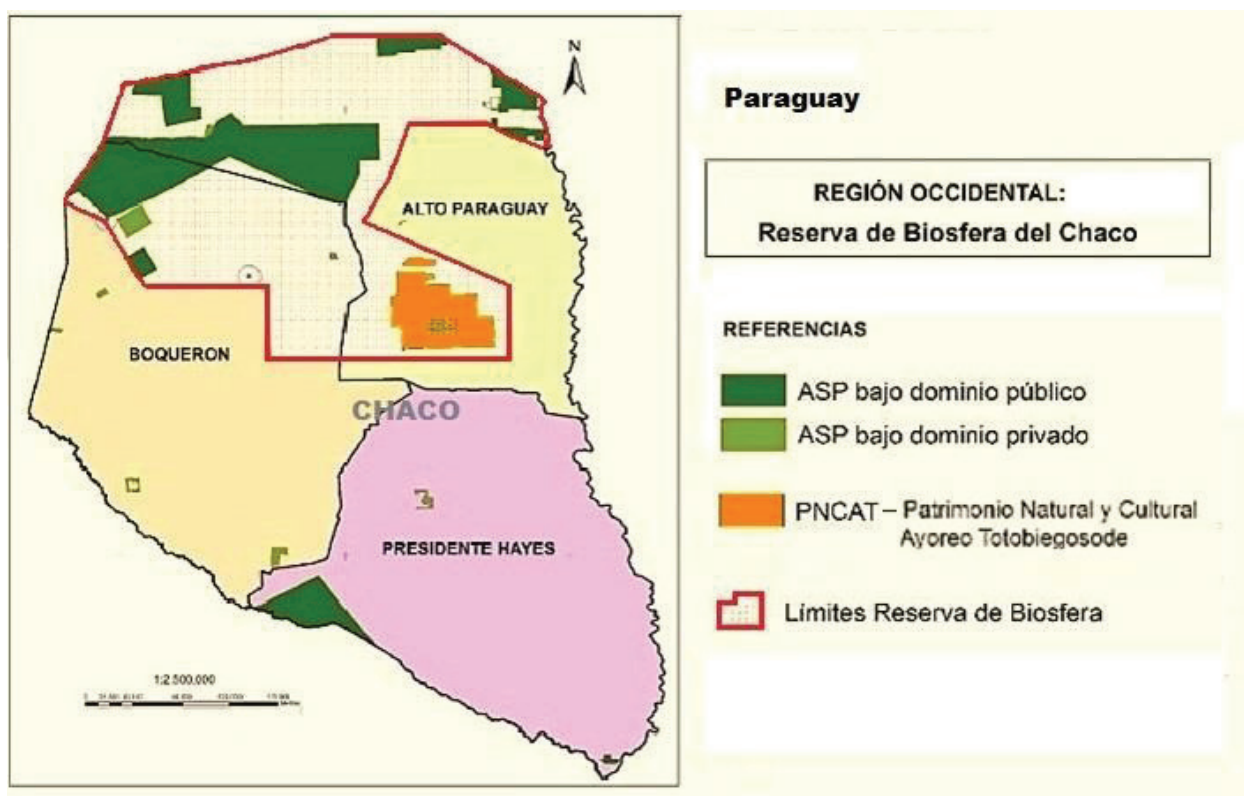 N
Paraguay
REGIÓN OCCIDENTAL:
Reserva de Biosfera del Chaco
ALTO PARAGUAY
REFERENCIAS
BOQUERON
ASP bajo dominio público
CHACO
ASP bajo dominio privado
PNCAT – Patrimonio Natural y Cultural
Ayoreo Totobiegosode
PRESIDENTE HAYES
Límites Reserva de Biosfera
1:2.500.000